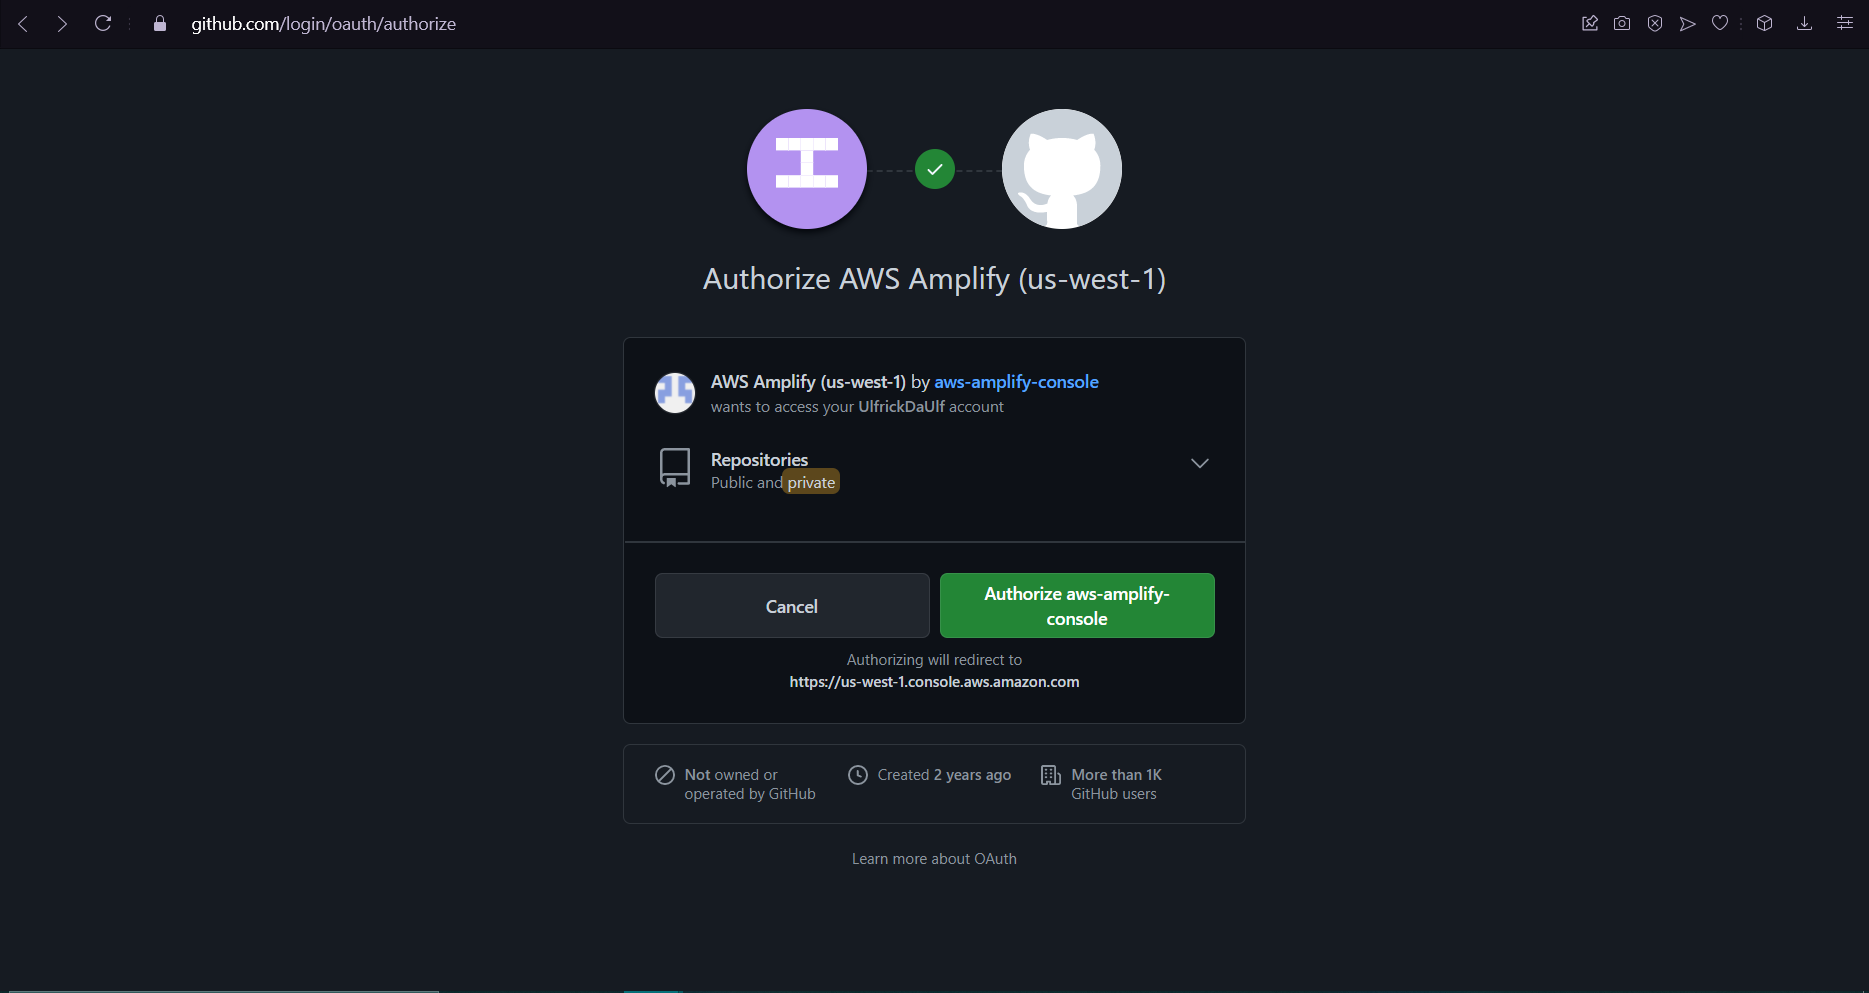 github.com/login/oauth/authorize
Authorize AWS Amplify (us-west-1)
AWS Amplify (us-west-1) by aws-amplify-console
wants to access your UlfrickDaUlf account
Repositories
Public and private
Cancel
Authorize aws-amplify-
console
Authorizing will redirect to
https://us-west-1.console.aws.amazon.com
Not owned or
operated by GitHub
Created 2 years ago
More than 1K
GitHub users
Learn more about OAuth